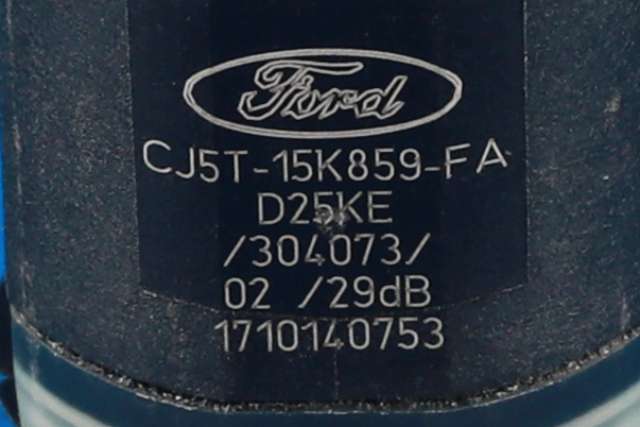 Ford
CJ5T-15K859-FA
D25KE
/304073/
02 /29dB
1710140753